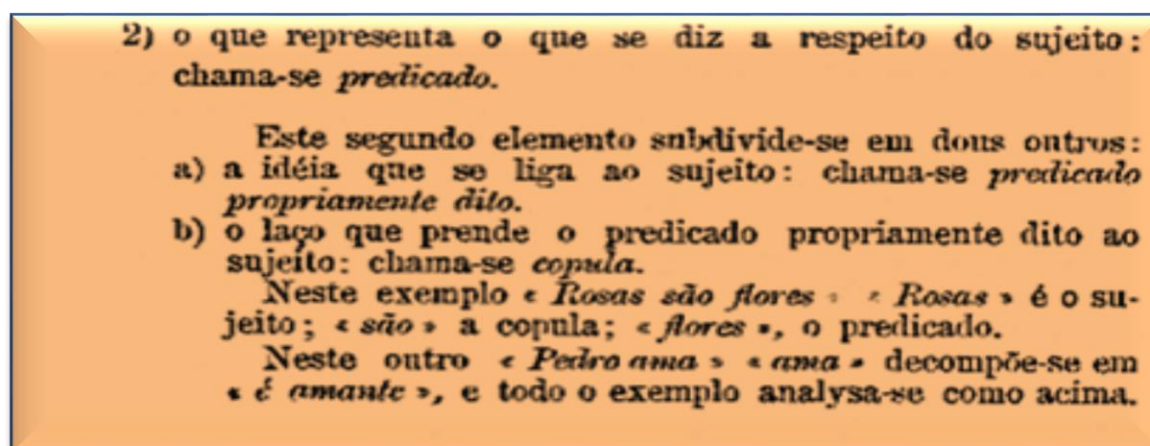 2) o que representa o que se diz a respeito do sujeito:
chama-se predicado.
Este segundo elemento subdivide-se em dous outros:
a) a idéia que se liga ao sujeito: chama-se predicado
propriamente dito.
b) o laço que prende o predicado propriamente dito ao
sujeito: chama-se copula.
Neste exemplo « Rosas são flores » « Rosas » é o su-
jeito; « são » a copula; « flores », o predicado.
Neste outro « Pedro ama » « ama » decompõe-se em
« é amante », e todo o exemplo analysa-se como acima.